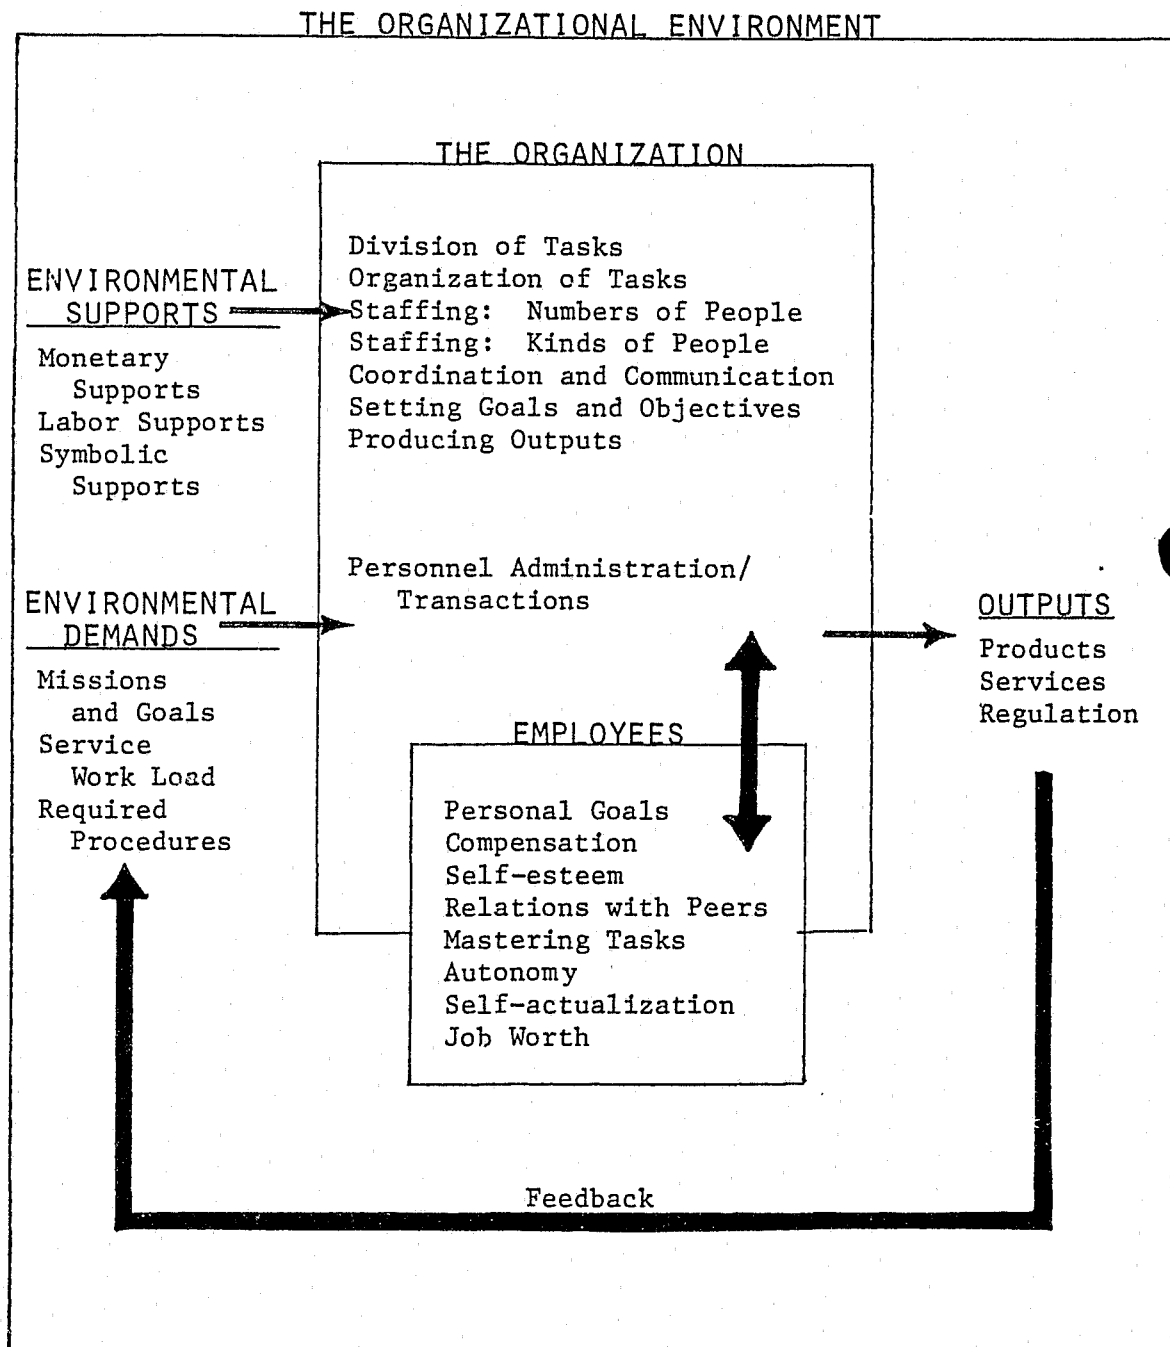 THE ORGANIZATIONAL ENVIRONMENT
THE ORGANIZATION
Division of Tasks
Organization of Tasks
Staffing: Numbers of People
Staffing: Kinds of People
Coordination and Communication
Setting Goals and Objectives
Producing Outputs
ENVIRONMENTAL
SUPPORTS
Monetary
Supports
Labor Supports
Symbolic
Supports
Personnel Administration/
Transactions
ENVIRONMENTAL
DEMANDS
Missions
and Goals
Service
Work Load
Required
Procedures
EMPLOYEES
Personal Goals
Compensation
Self-esteem
Relations with Peers
Mastering Tasks
Autonomy
Self-actualization
Job Worth
OUTPUTS
Products
Services
Regulation
Feedback